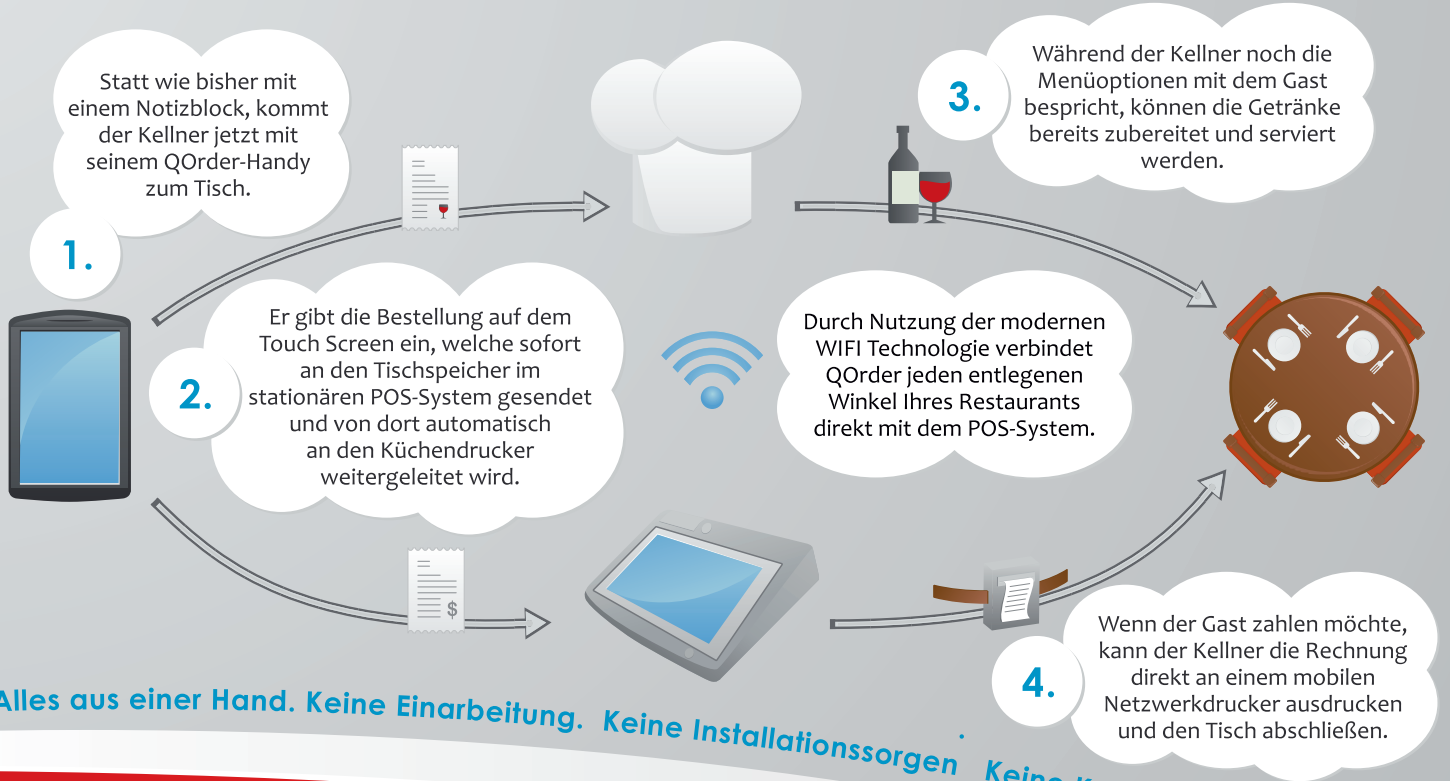 Statt wie bisher mit
einem Notizblock, kommt
der Kellner jetzt mit
seinem QOrder-Handy
zum Tisch.
1.
Er gibt die Bestellung auf dem
Touch Screen ein, welche sofort
an den Tischspeicher im
stationären POS-System gesendet
und von dort automatisch
an den Küchendrucker
weitergeleitet wird.
2.
3.
Während der Kellner noch die
Menüoptionen mit dem Gast
bespricht, können die Getränke
bereits zubereitet und serviert
werden.
Durch Nutzung der modernen
WIFI Technologie verbindet
QOrder jeden entlegenen
Winkel Ihres Restaurants
direkt mit dem POS-System.
$
4.
Wenn der Gast zahlen möchte,
kann der Kellner die Rechnung
direkt an einem mobilen
Netzwerkdrucker ausdrucken
und den Tisch abschließen.
Alles aus einer Hand. Keine Einarbeitung. Keine Installationssorgen. Keine